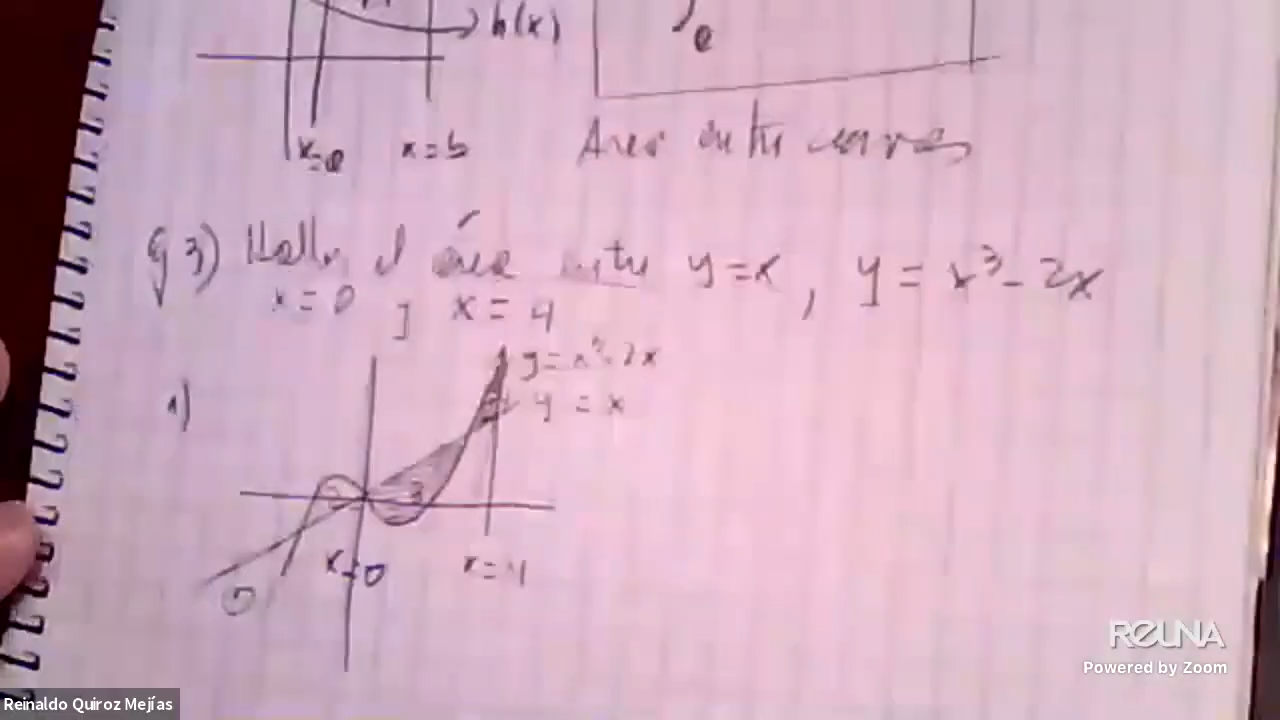 h(x)
e
x=a x=b Area entre curvas
Ej 3) Halla el área entre y=x, y = x³-2x
x=0 y x=4
1)
y=x³-2x
y = x
x=0 x=4
RƎUNA
Powered by Zoom
Reinaldo Quiroz Mejías